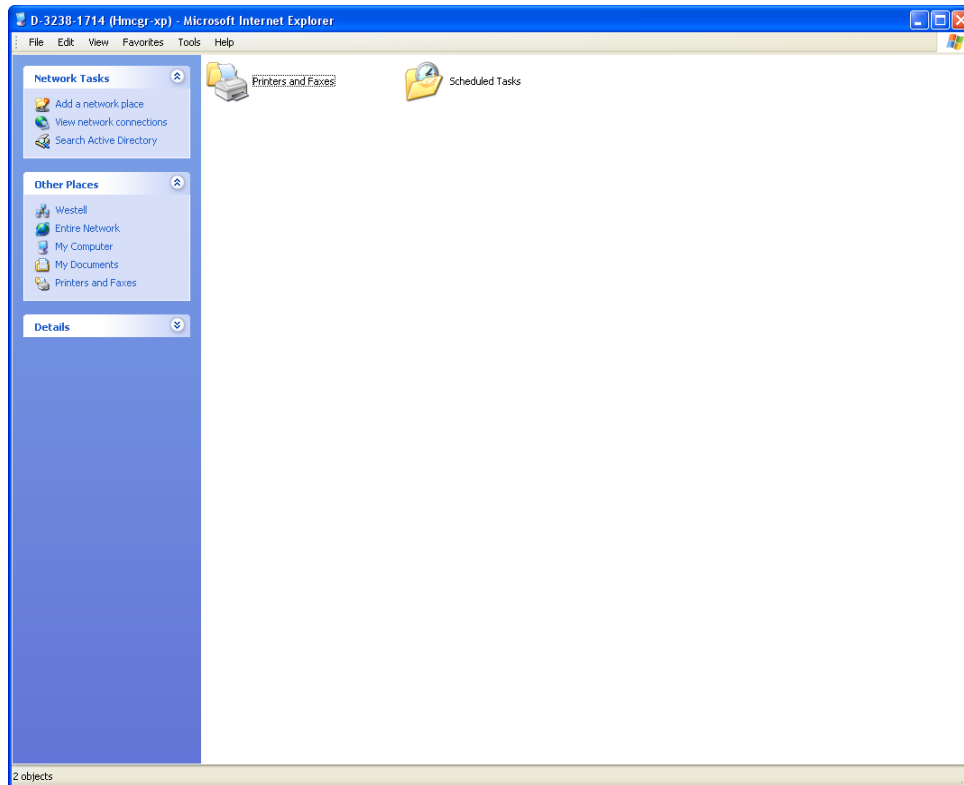 D-3238-1714 (Hmcgr-xp) - Microsoft Internet Explorer
File Edit View Favorites Tools Help
Network Tasks
Add a network place
View network connections
Search Active Directory
Other Places
Westell
Entire Network
My Computer
My Documents
Printers and Faxes
Details
Printers and Faxes
Scheduled Tasks
2 objects